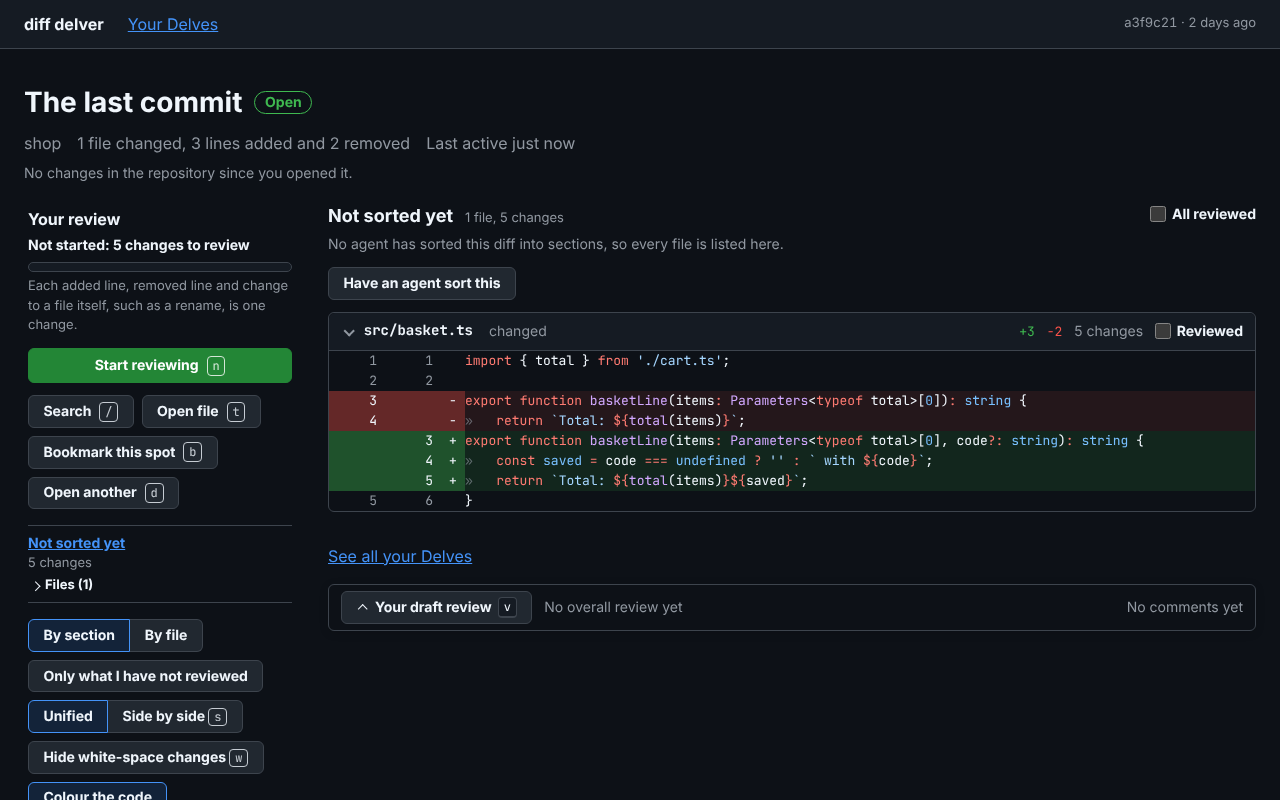 diff delver Your Delves a3f9c21 · 2 days ago
The last commit Open
shop 1 file changed, 3 lines added and 2 removed Last active just now
No changes in the repository since you opened it.
Your review
Not started: 5 changes to review
Each added line, removed line and change
to a file itself, such as a rename, is one
change.
Start reviewing n
Search / Open file t
Bookmark this spot b
Open another d
Not sorted yet
5 changes
Files (1)
By section By file
Only what I have not reviewed
Unified Side by side s
Hide white-space changes w
Colour the code
Not sorted yet 1 file, 5 changes All reviewed
No agent has sorted this diff into sections, so every file is listed here.
Have an agent sort this
src/basket.ts changed +3 -2 5 changes Reviewed
1 1 import { total } from './cart.ts';
2 2
3 - export function basketLine(items: Parameters<typeof total>[0]): string {
4 - » return `Total: ${total(items)}`;
3 + export function basketLine(items: Parameters<typeof total>[0], code?: string): string {
4 + » const saved = code === undefined ? '' : ` with ${code}`;
5 + » return `Total: ${total(items)}${saved}`;
5 6 }
See all your Delves
Your draft review v No overall review yet No comments yet